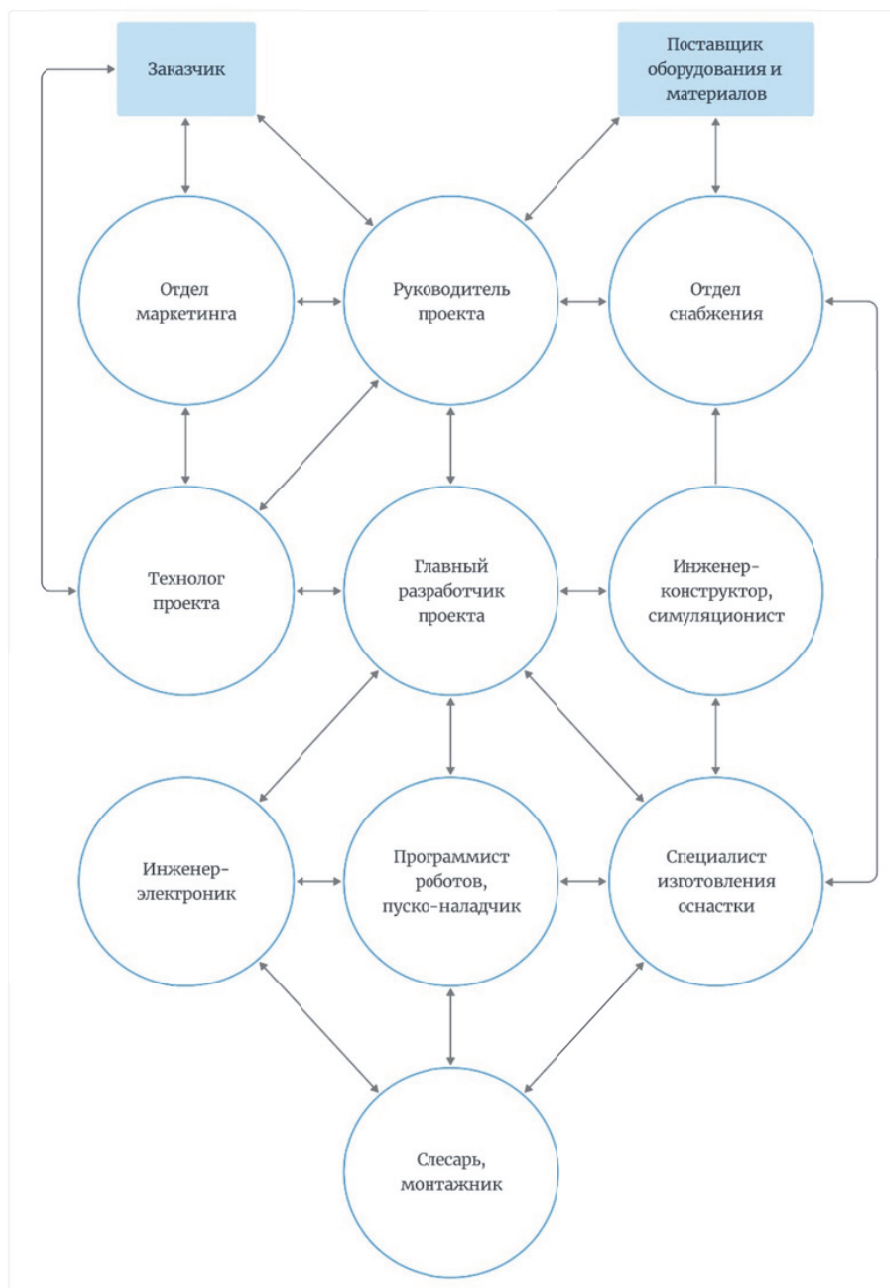 Заказчик
Поставщик
оборудования и
материалов
Отдел
маркетинга
Руководитель
проекта
Отдел
снабжения
Технолог
проекта
Главный
разработчик
проекта
Инженер-
конструктор,
симуляционист
Инженер-
электроник
Программист
роботов,
пуско-наладчик
Специалист
изготовления
оснастки
Слесарь,
монтажник